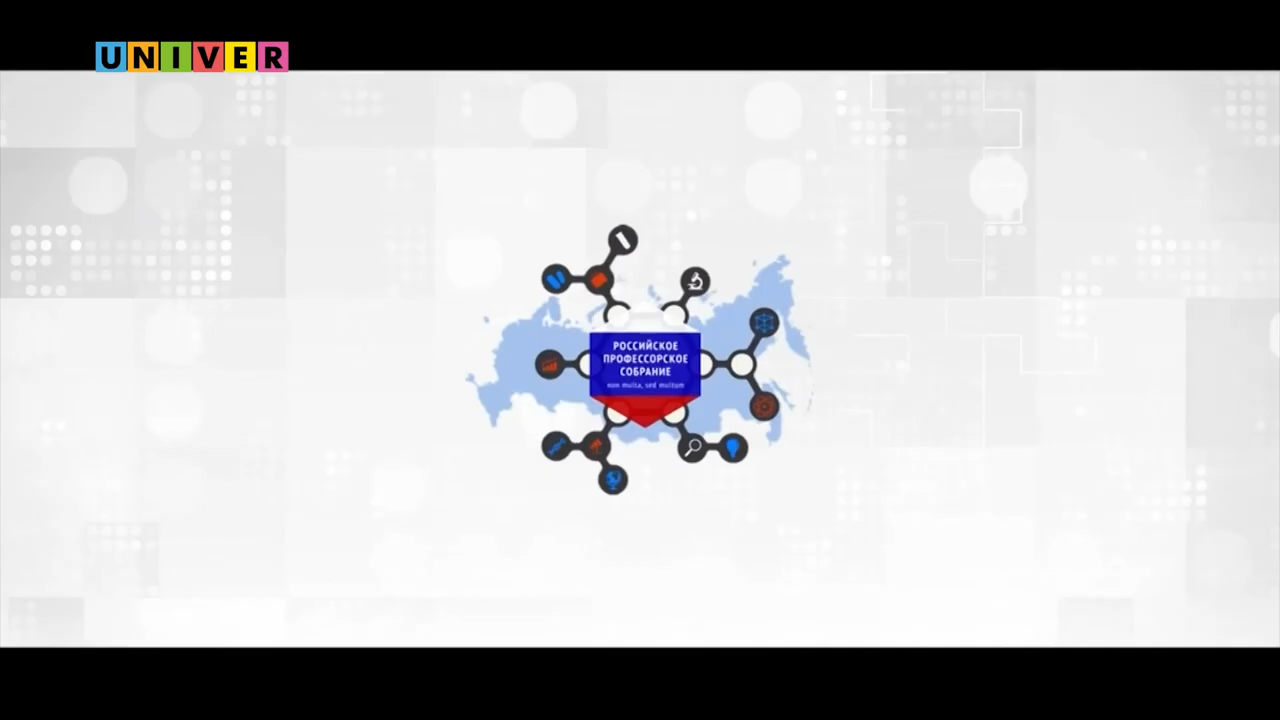 UNIVER
РОССИЙСКОЕ
ПРОФЕССОРСКОЕ
СОБРАНИЕ
non multa, sed multum